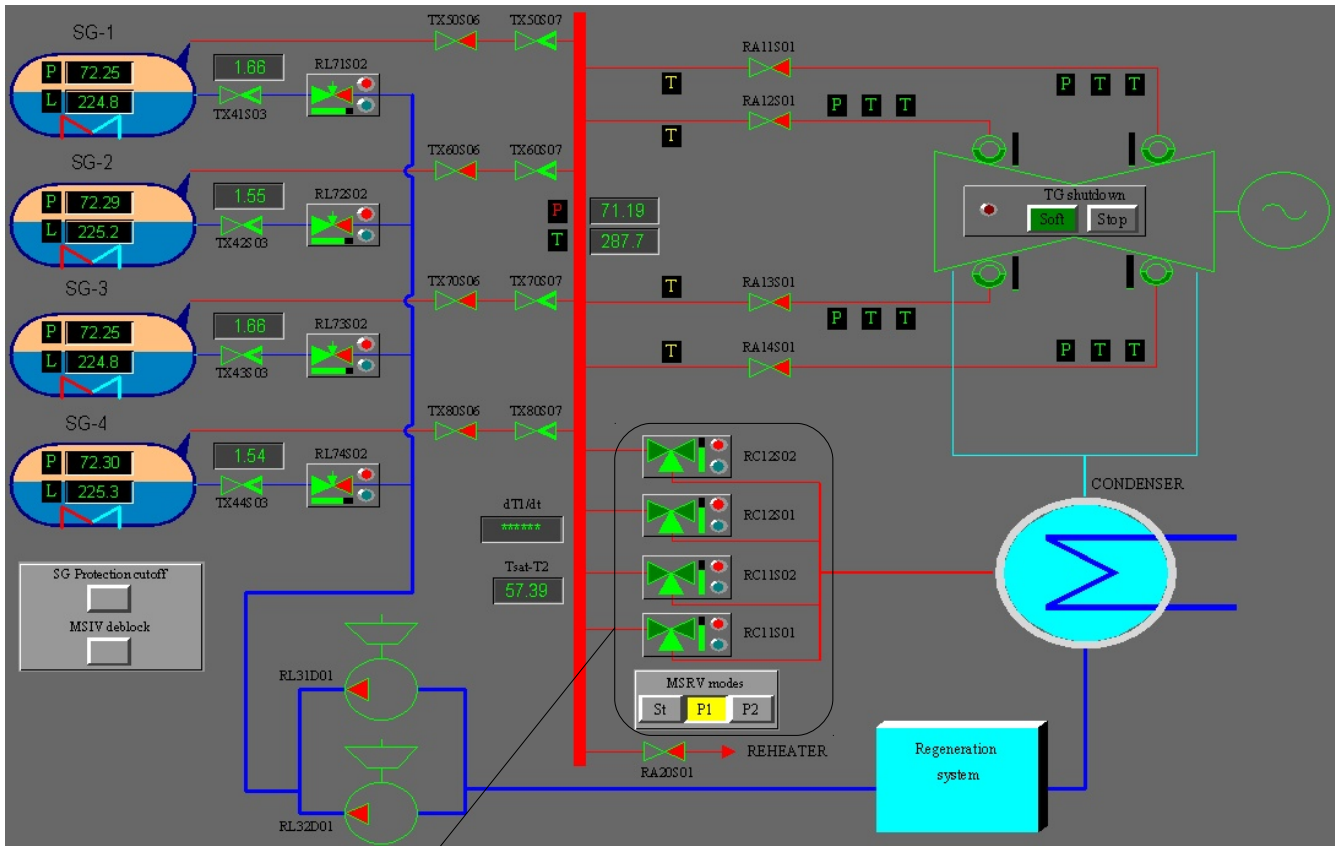 SG-1
P 72.25
L 224.8
1.66
TX41S03
RL71S02
TX50S06
TX50S07
SG-2
P 72.29
L 225.2
1.55
TX42S03
RL72S02
TX60S06
TX60S07
SG-3
P 72.25
L 224.8
1.66
TX43S03
RL73S02
TX70S06
TX70S07
SG-4
P 72.30
L 225.3
1.54
TX44S03
RL74S02
TX80S06
TX80S07
P 71.19
T 287.7
RA11S01
T
P T T
RA12S01
P T T
T
TG shutdown
Soft Stop
T
RA13S01
P T T
T
RA14S01
P T T
RC12S02
RC12S01
RC11S02
RC11S01
CONDENSER
dT1/dt
******
Tsat-T2
57.39
SG Protection cutoff
MSIV deblock
MSRV modes
St P1 P2
RL31D01
RL32D01
RA20S01
REHEATER
Regeneration
system